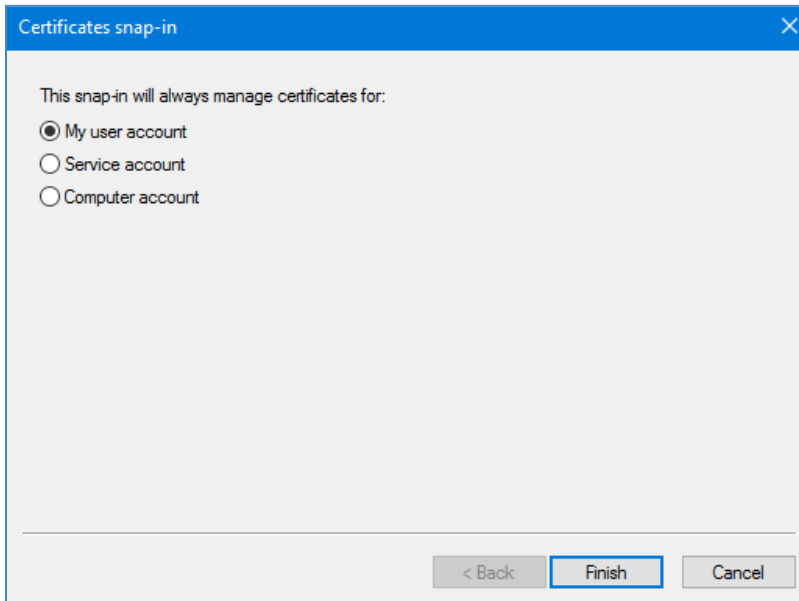 Certificates snap-in
This snap-in will always manage certificates for:
My user account
Service account
Computer account
< Back Finish Cancel